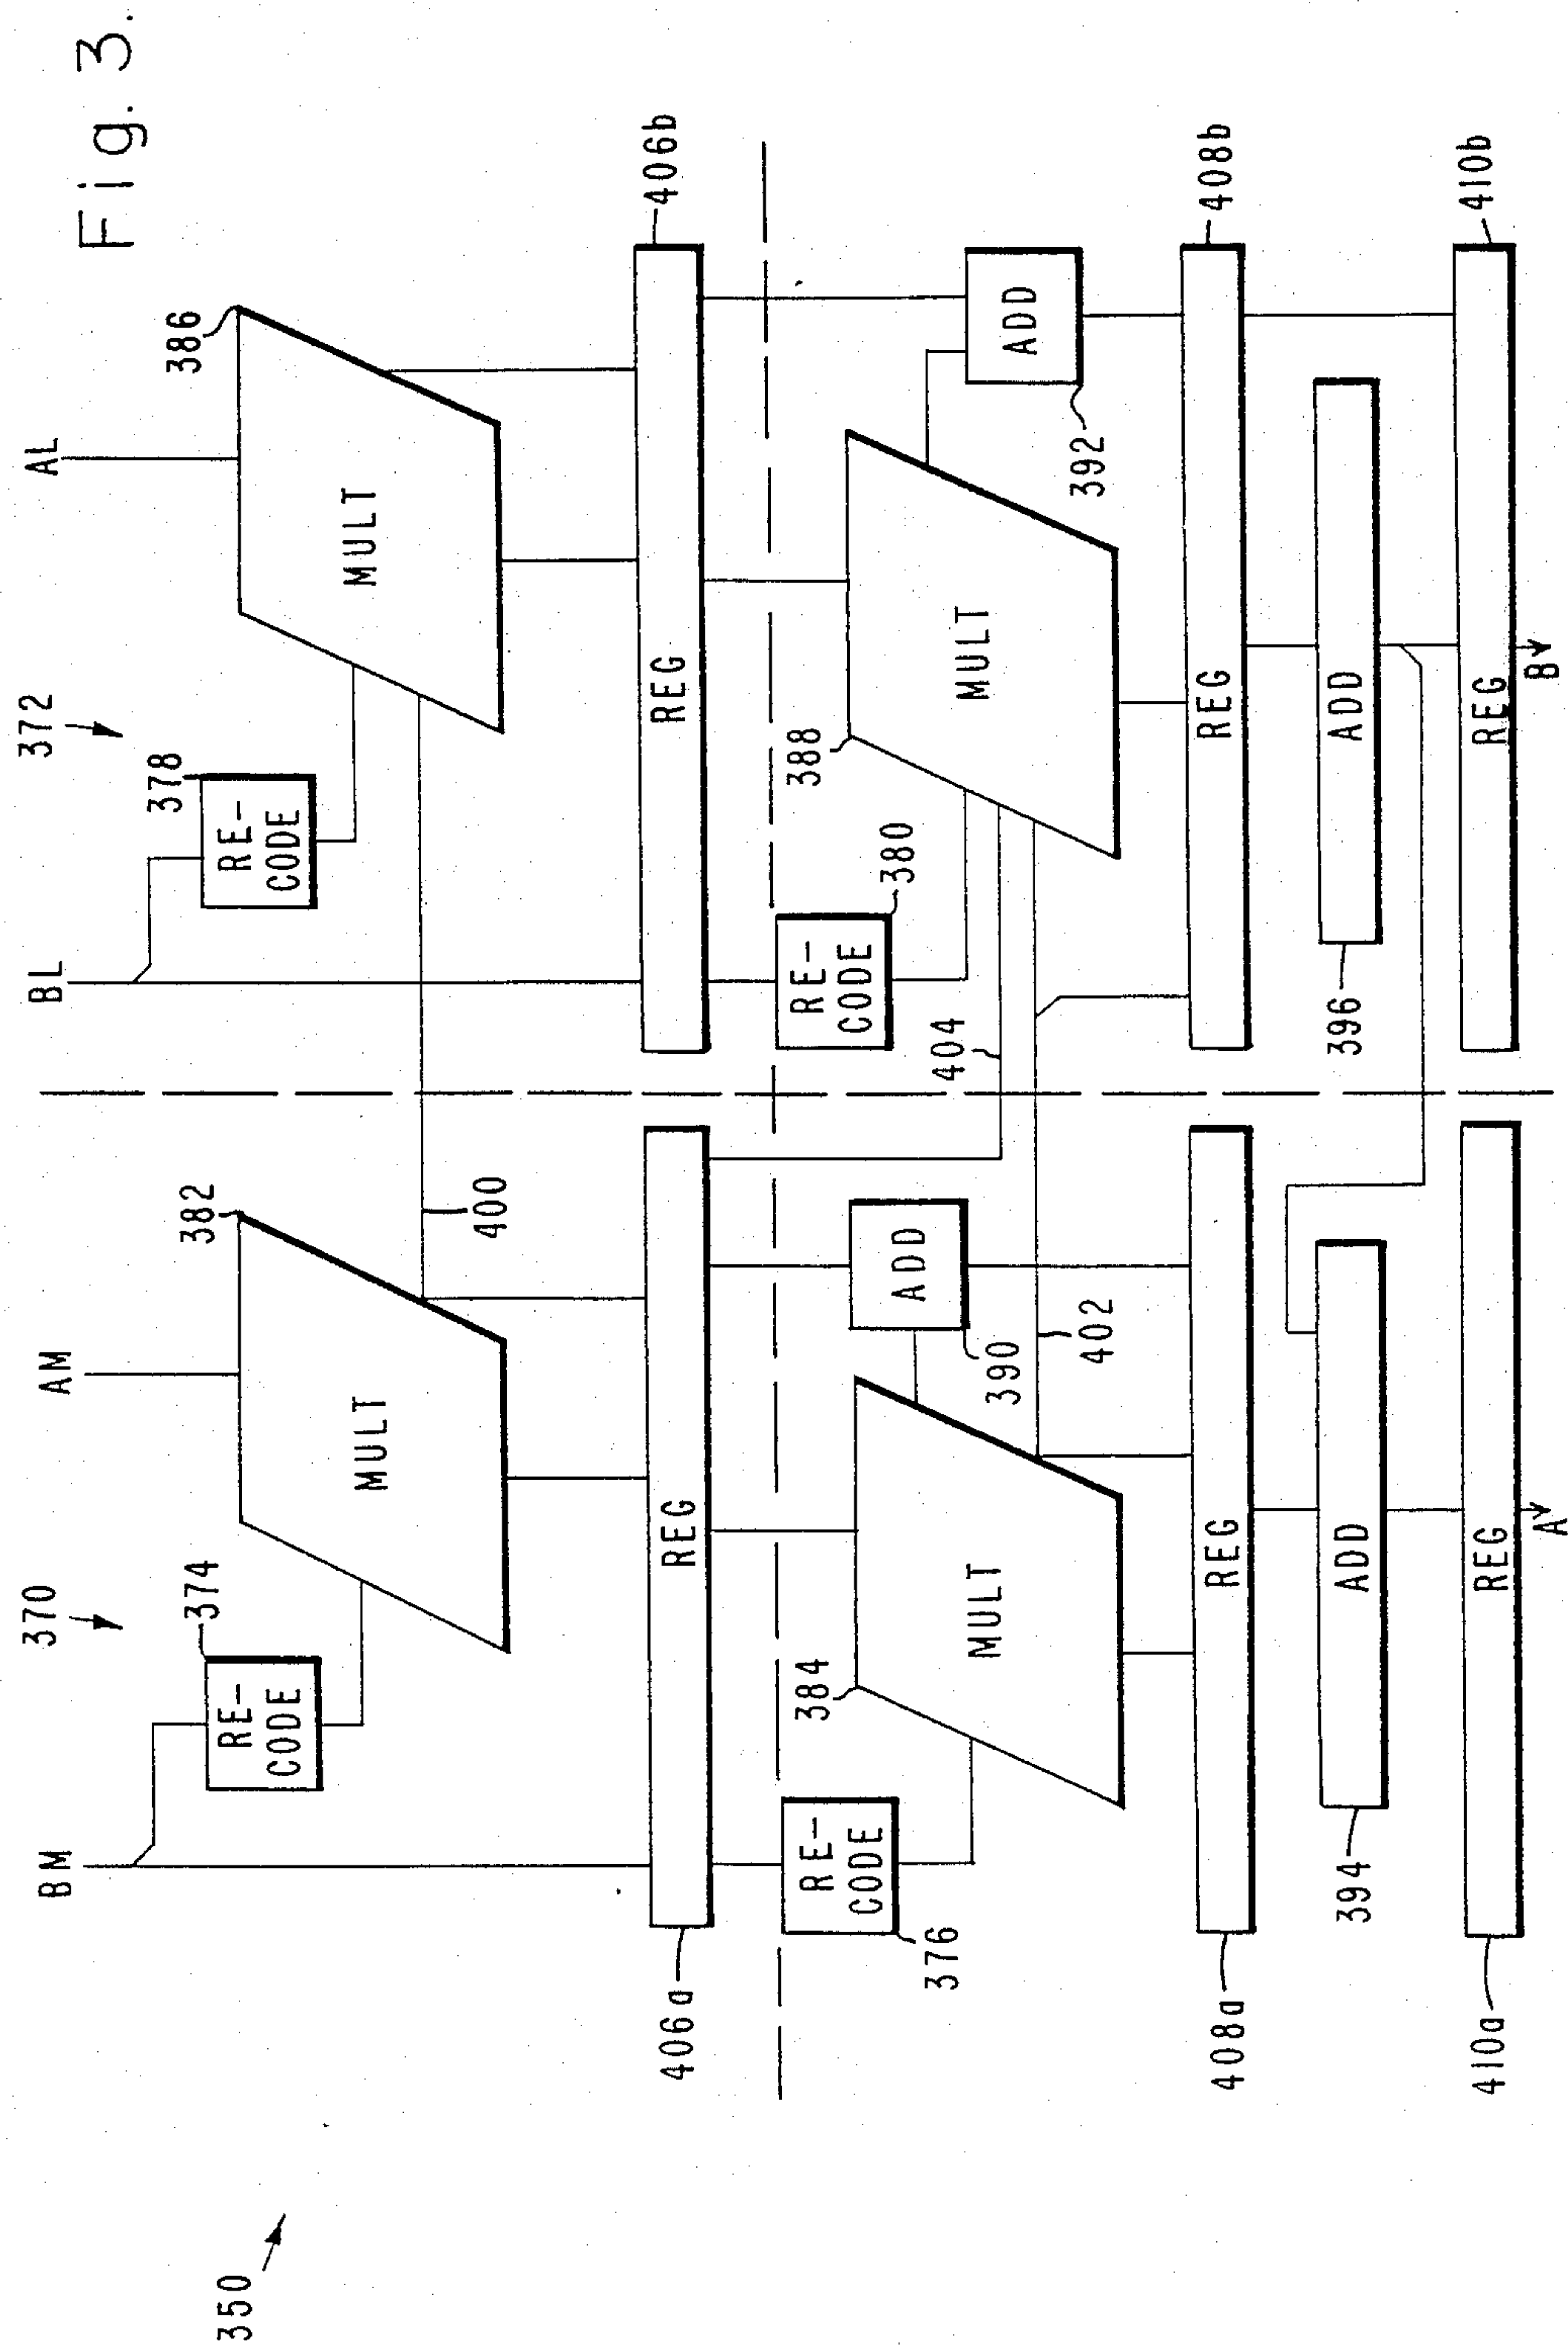 Fig. 3.
350
370
372
BM
AM
BL
AL
374
RE-
CODE
382
MULT
378
RE-
CODE
386
MULT
400
406a
REG
REG
406b
376
RE-
CODE
384
MULT
390
ADD
402
404
380
RE-
CODE
388
MULT
392
ADD
408a
REG
REG
408b
394
ADD
396
ADD
410a
REG
REG
410b
A
B